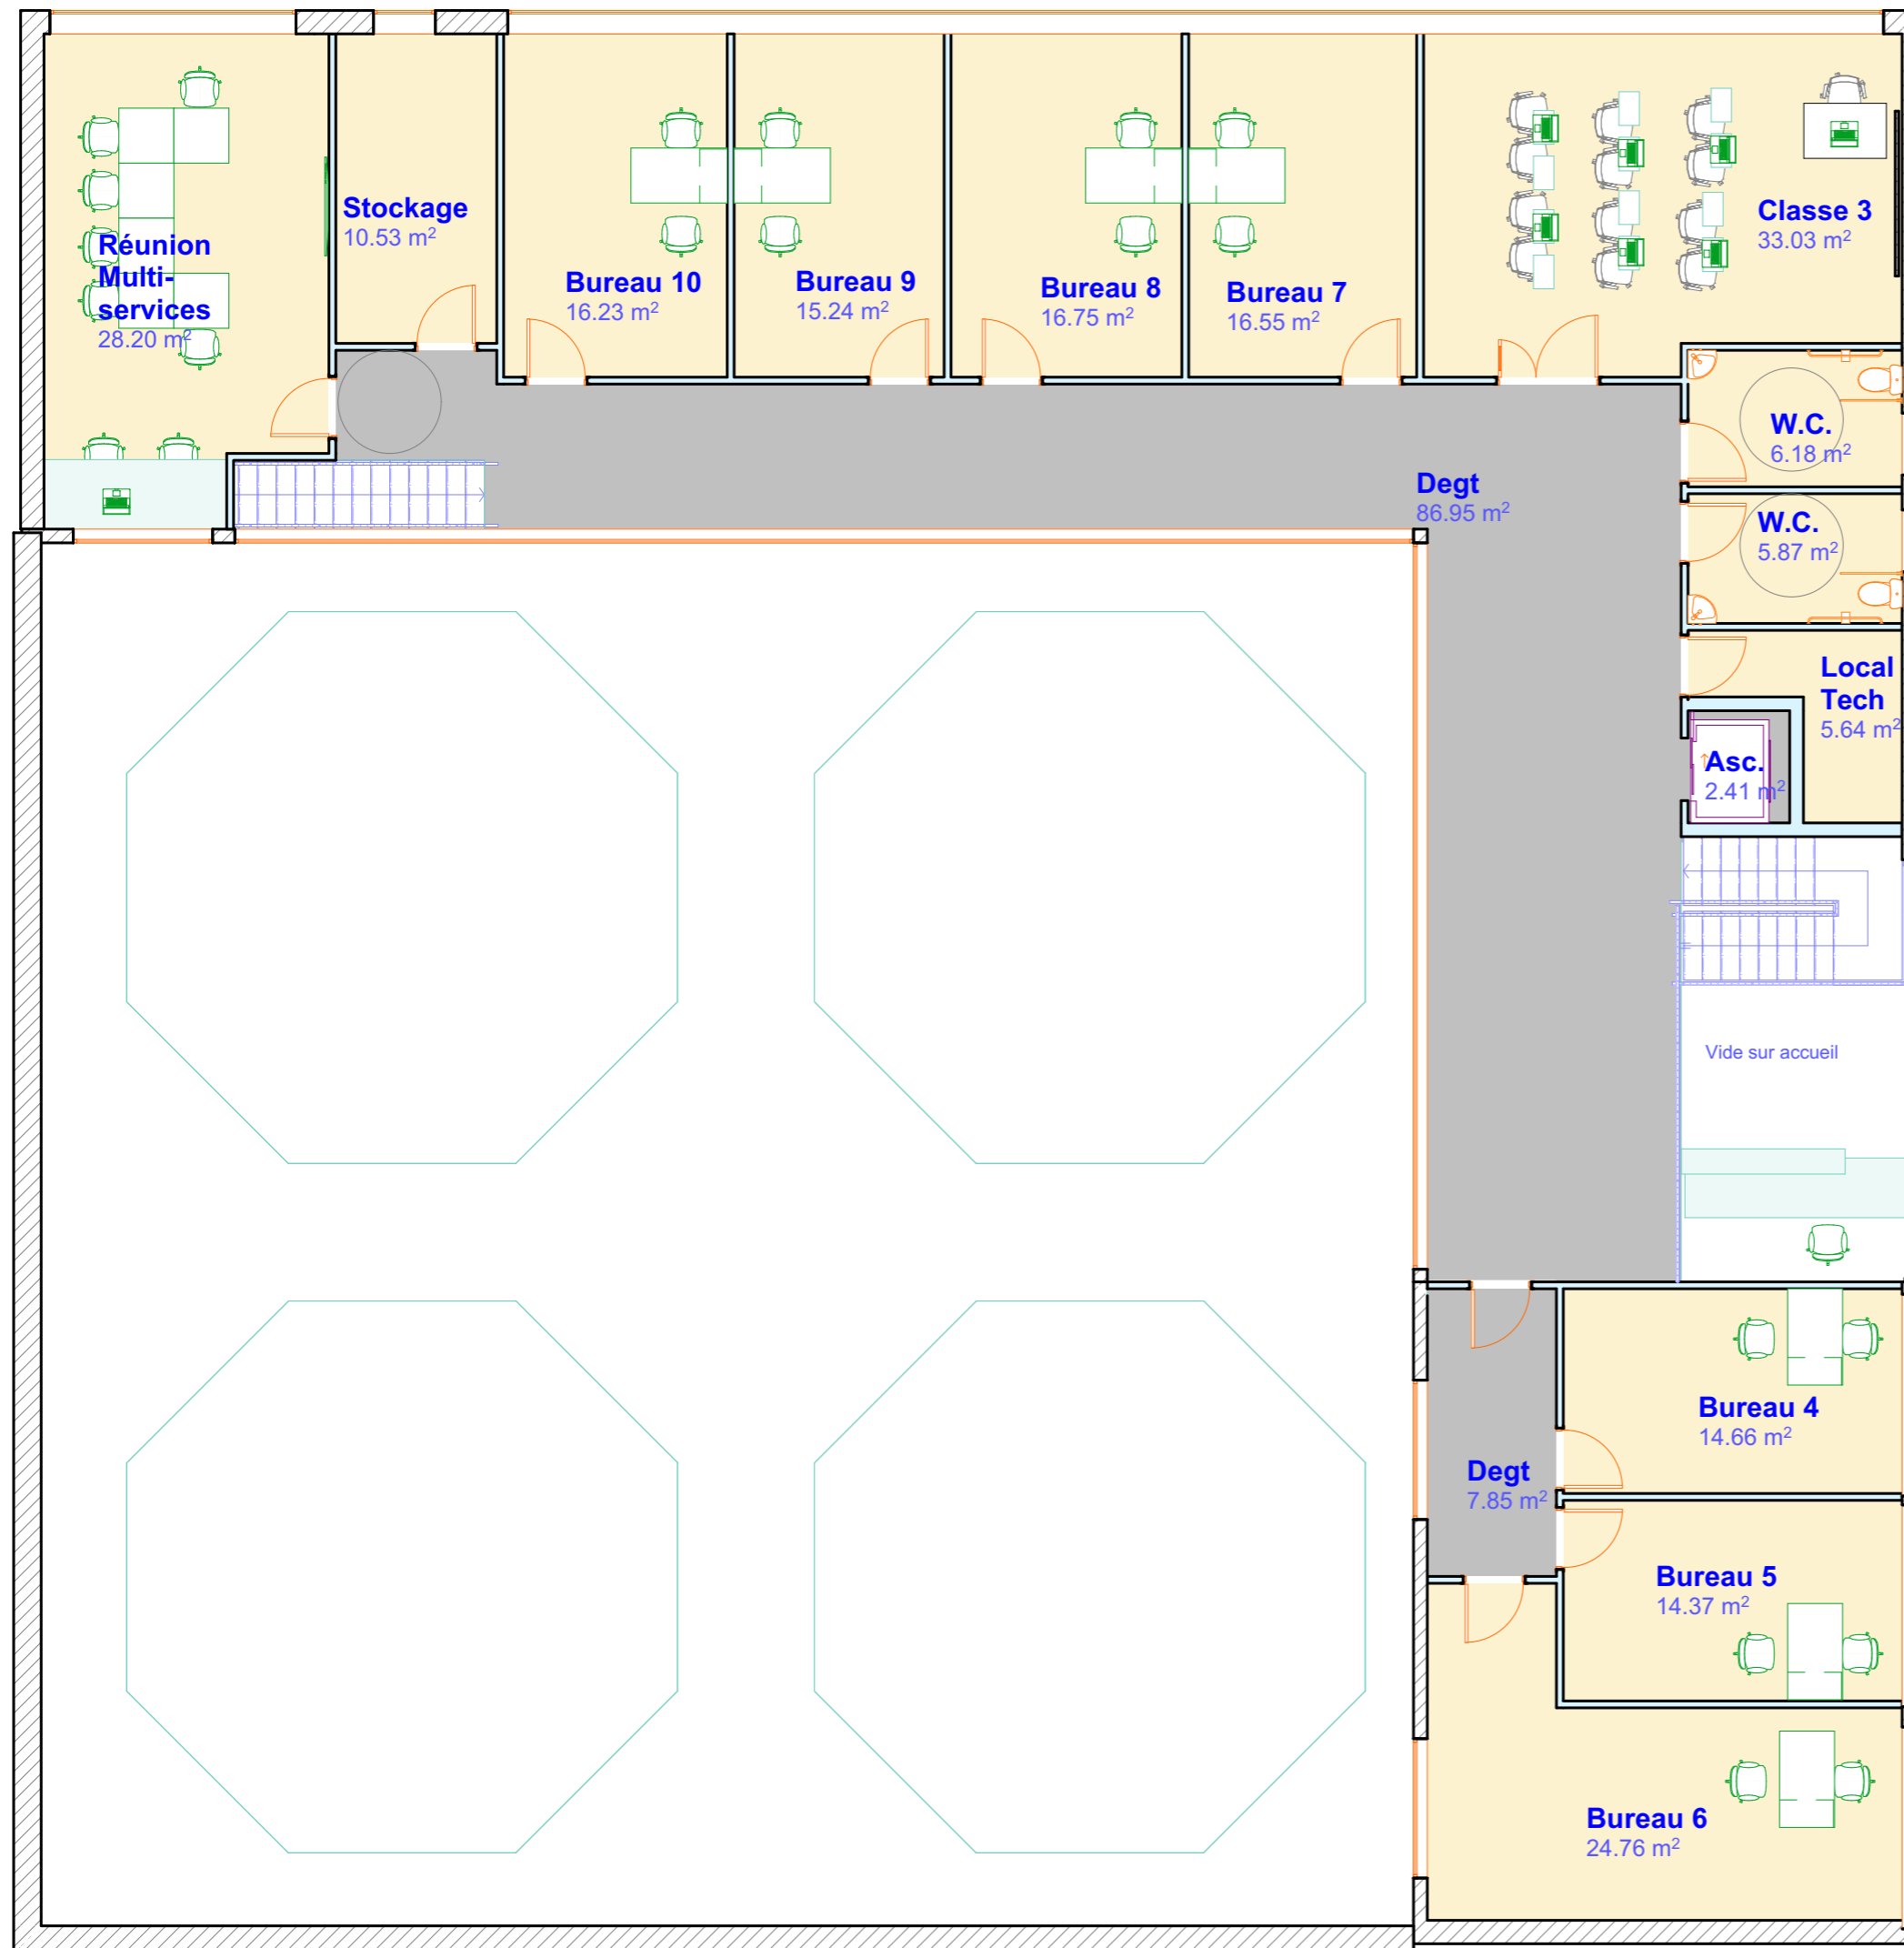 Réunion
Multi-
services
28.20 m²
Stockage
10.53 m²
Bureau 10
16.23 m²
Bureau 9
15.24 m²
Bureau 8
16.75 m²
Bureau 7
16.55 m²
Classe 3
33.03 m²
W.C.
6.18 m²
Degt
86.95 m²
W.C.
5.87 m²
Local
Tech
5.64 m²
Asc.
2.41 m²
Vide sur accueil
Bureau 4
14.66 m²
Degt
7.85 m²
Bureau 5
14.37 m²
Bureau 6
24.76 m²